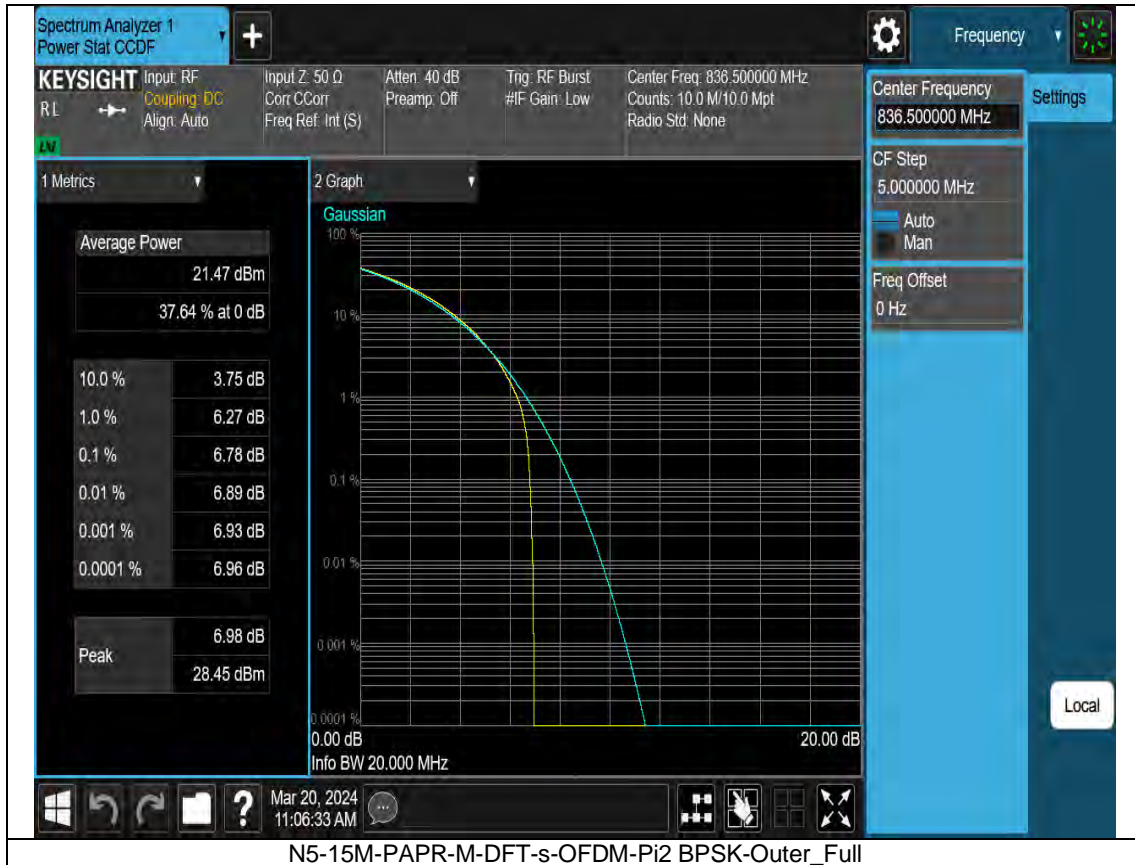 Spectrum Analyzer 1
Power Stat CCDF
+
Frequency
KEYSIGHT
RL
Input: RF
Coupling: DC
Align: Auto
Input Z: 50 Ω
Corr CCorr
Freq Ref: Int (S)
Atten: 40 dB
Preamp: Off
Trig: RF Burst
#IF Gain: Low
Center Freq: 836.500000 MHz
Counts: 10.0 M/10.0 Mpt
Radio Std: None
Center Frequency
836.500000 MHz
Settings
CF Step
5.000000 MHz
Auto
Man
Freq Offset
0 Hz
Local
1 Metrics
Average Power
21.47 dBm
37.64 % at 0 dB
10.0 % 3.75 dB
1.0 % 6.27 dB
0.1 % 6.78 dB
0.01 % 6.89 dB
0.001 % 6.93 dB
0.0001 % 6.96 dB
Peak
6.98 dB
28.45 dBm
2 Graph
Gaussian
100 %
10 %
1 %
0.1 %
0.01 %
0.001 %
0.0001 %
0.00 dB 20.00 dB
Info BW 20.000 MHz
?
Mar 20, 2024
11:06:33 AM
N5-15M-PAPR-M-DFT-s-OFDM-Pi2 BPSK-Outer_Full